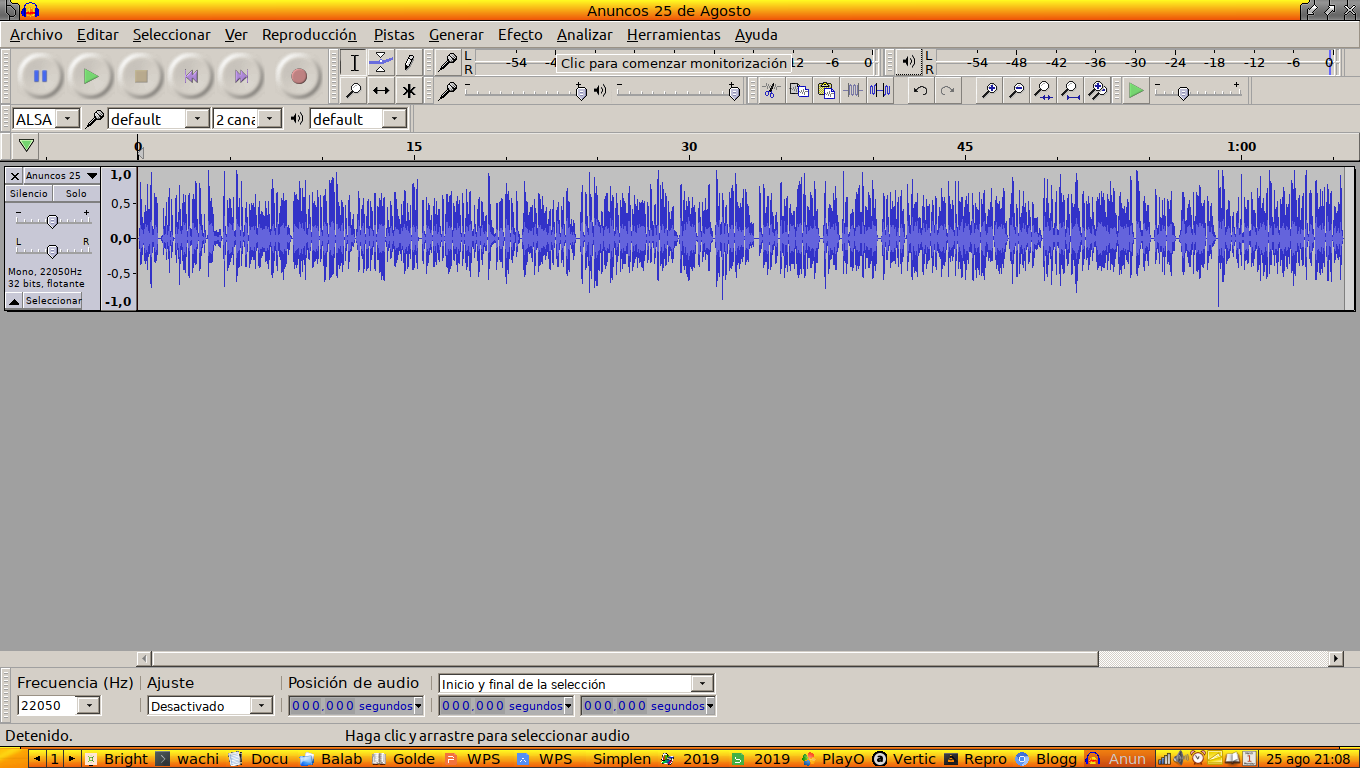 Anuncos 25 de Agosto
Archivo Editar Seleccionar Ver Reproducción Pistas Generar Efecto Analizar Herramientas Ayuda
L -54 Clic para comenzar monitorización -6 0 L -54 -48 -42 -36 -30 -24 -18 -12 -6 0
R R
ALSA default 2 cana default
0 15 30 45 1:00
Anuncos 25
Silencio Solo
- +
L R
Mono, 22050Hz
32 bits, flotante
Seleccionar
1,0
0,5
0,0
-0,5
-1,0
Frecuencia (Hz) Ajuste Posición de audio Inicio y final de la selección
22050 Desactivado 000,000 segundos 000,000 segundos 000,000 segundos
Detenido. Haga clic y arrastre para seleccionar audio
1 Bright wachi Docu Balab Golde WPS WPS Simplen 2019 2019 PlayO Vertic Repro Blogg Anun 25 ago 21:08